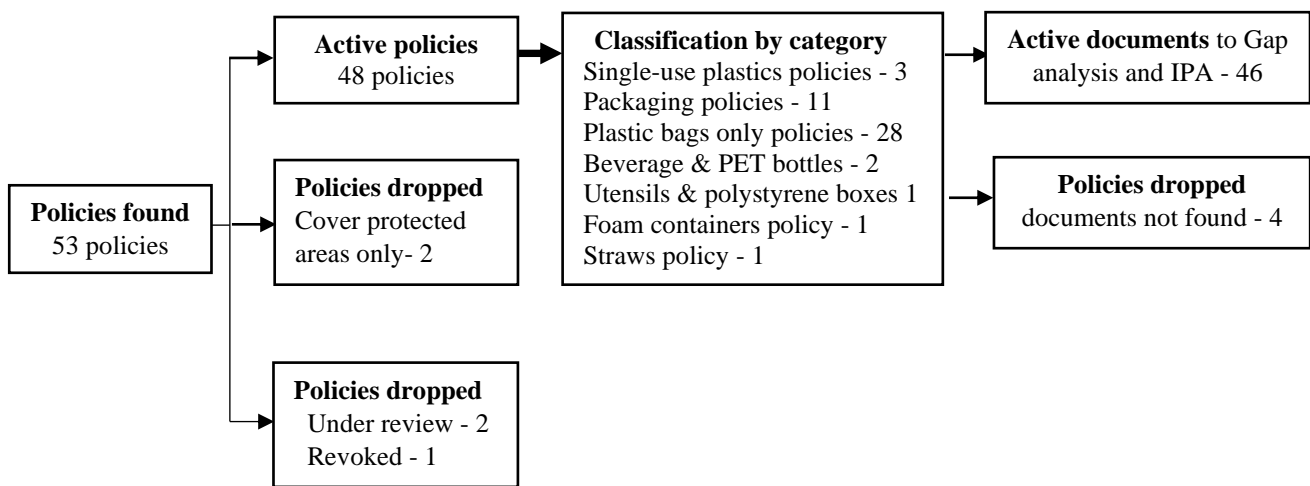 Policies found
53 policies
Active policies
48 policies
Policies dropped
Cover protected
areas only- 2
Policies dropped
Under review - 2
Revoked - 1
Classification by category
Single-use plastics policies - 3
Packaging policies - 11
Plastic bags only policies - 28
Beverage & PET bottles - 2
Utensils & polystyrene boxes 1
Foam containers policy - 1
Straws policy - 1
Active documents to Gap
analysis and IPA - 46
Policies dropped
documents not found - 4